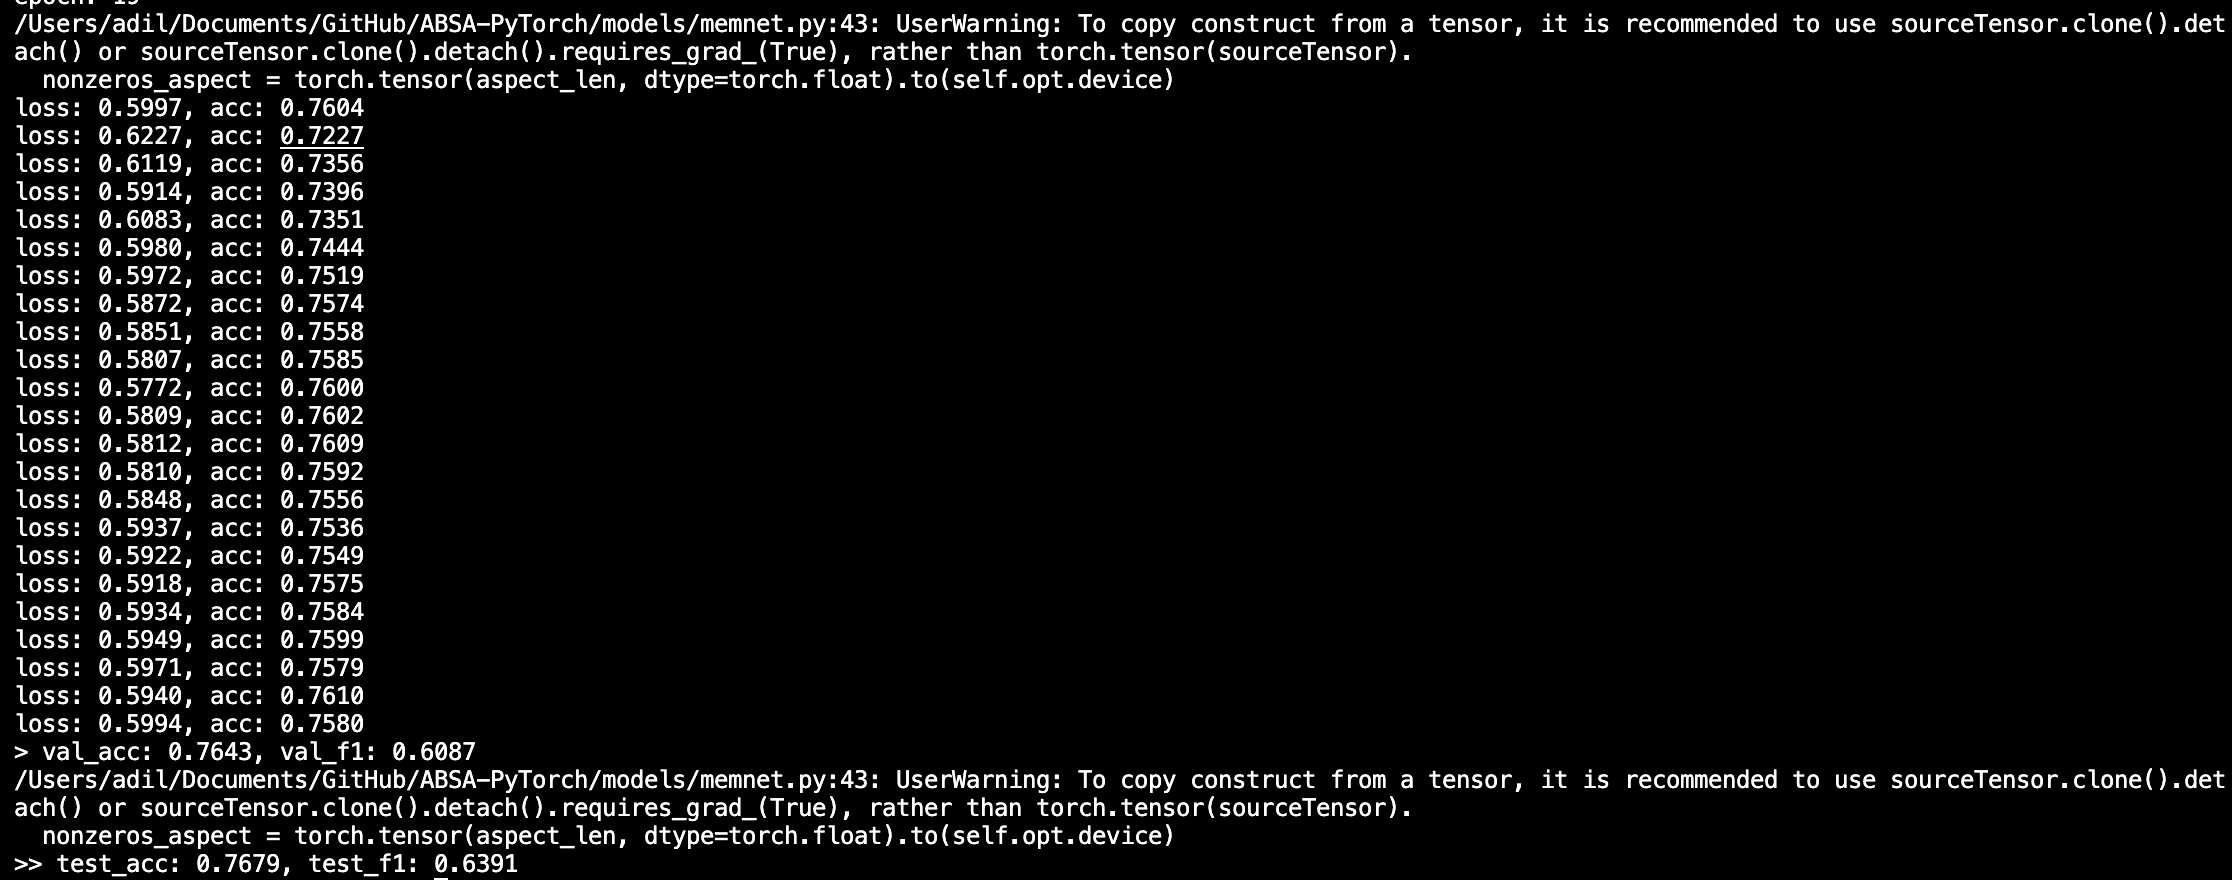 epoch: 19
/Users/adil/Documents/GitHub/ABSA-PyTorch/models/memnet.py:43: UserWarning: To copy construct from a tensor, it is recommended to use sourceTensor.clone().det
ach() or sourceTensor.clone().detach().requires_grad_(True), rather than torch.tensor(sourceTensor).
  nonzeros_aspect = torch.tensor(aspect_len, dtype=torch.float).to(self.opt.device)
loss: 0.5997, acc: 0.7604
loss: 0.6227, acc: 0.7227
loss: 0.6119, acc: 0.7356
loss: 0.5914, acc: 0.7396
loss: 0.6083, acc: 0.7351
loss: 0.5980, acc: 0.7444
loss: 0.5972, acc: 0.7519
loss: 0.5872, acc: 0.7574
loss: 0.5851, acc: 0.7558
loss: 0.5807, acc: 0.7585
loss: 0.5772, acc: 0.7600
loss: 0.5809, acc: 0.7602
loss: 0.5812, acc: 0.7609
loss: 0.5810, acc: 0.7592
loss: 0.5848, acc: 0.7556
loss: 0.5937, acc: 0.7536
loss: 0.5922, acc: 0.7549
loss: 0.5918, acc: 0.7575
loss: 0.5934, acc: 0.7584
loss: 0.5949, acc: 0.7599
loss: 0.5971, acc: 0.7579
loss: 0.5940, acc: 0.7610
loss: 0.5994, acc: 0.7580
> val_acc: 0.7643, val_f1: 0.6087
/Users/adil/Documents/GitHub/ABSA-PyTorch/models/memnet.py:43: UserWarning: To copy construct from a tensor, it is recommended to use sourceTensor.clone().det
ach() or sourceTensor.clone().detach().requires_grad_(True), rather than torch.tensor(sourceTensor).
  nonzeros_aspect = torch.tensor(aspect_len, dtype=torch.float).to(self.opt.device)
>> test_acc: 0.7679, test_f1: 0.6391